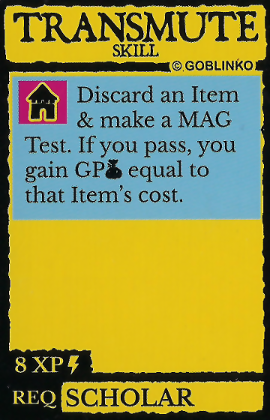 TRANSMUTE
SKILL
© GOBLINKO
Discard an Item
& make a MAG
Test. If you pass, you
gain GP equal to
that Item's cost.
8 XP
REQ SCHOLAR